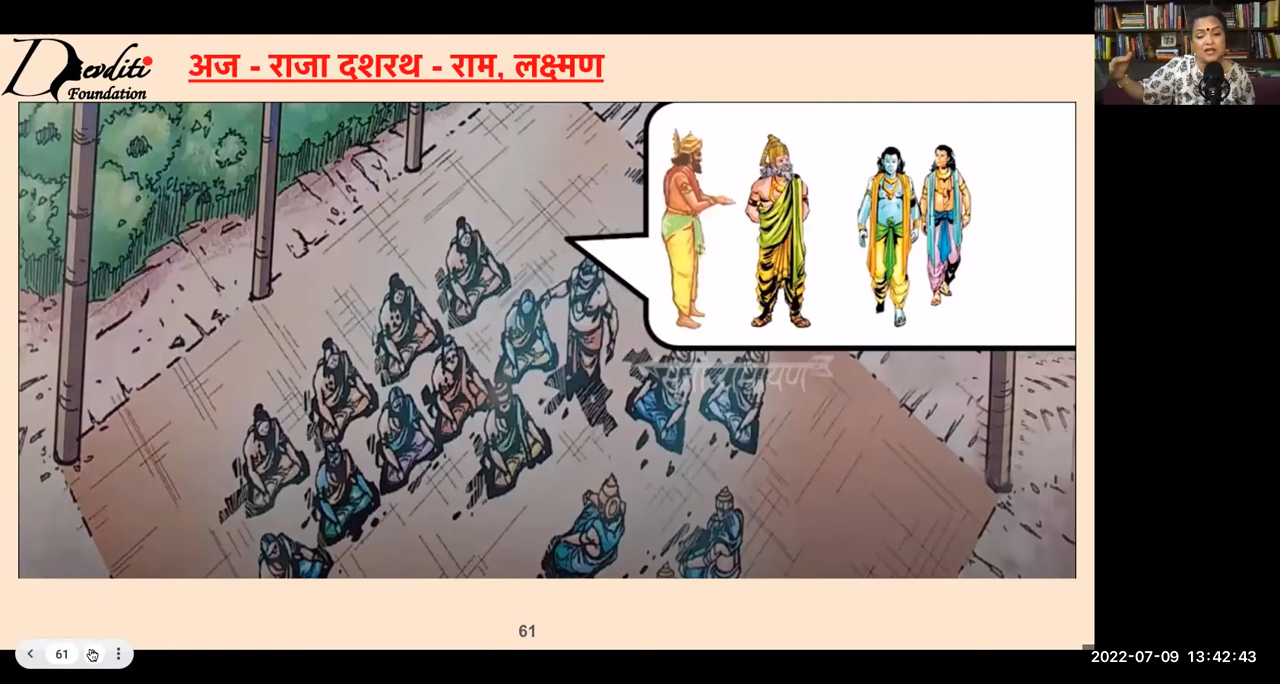 Devditi
Foundation
अज - राजा दशरथ - राम, लक्ष्मण
61
61
2022-07-09 13:42:43